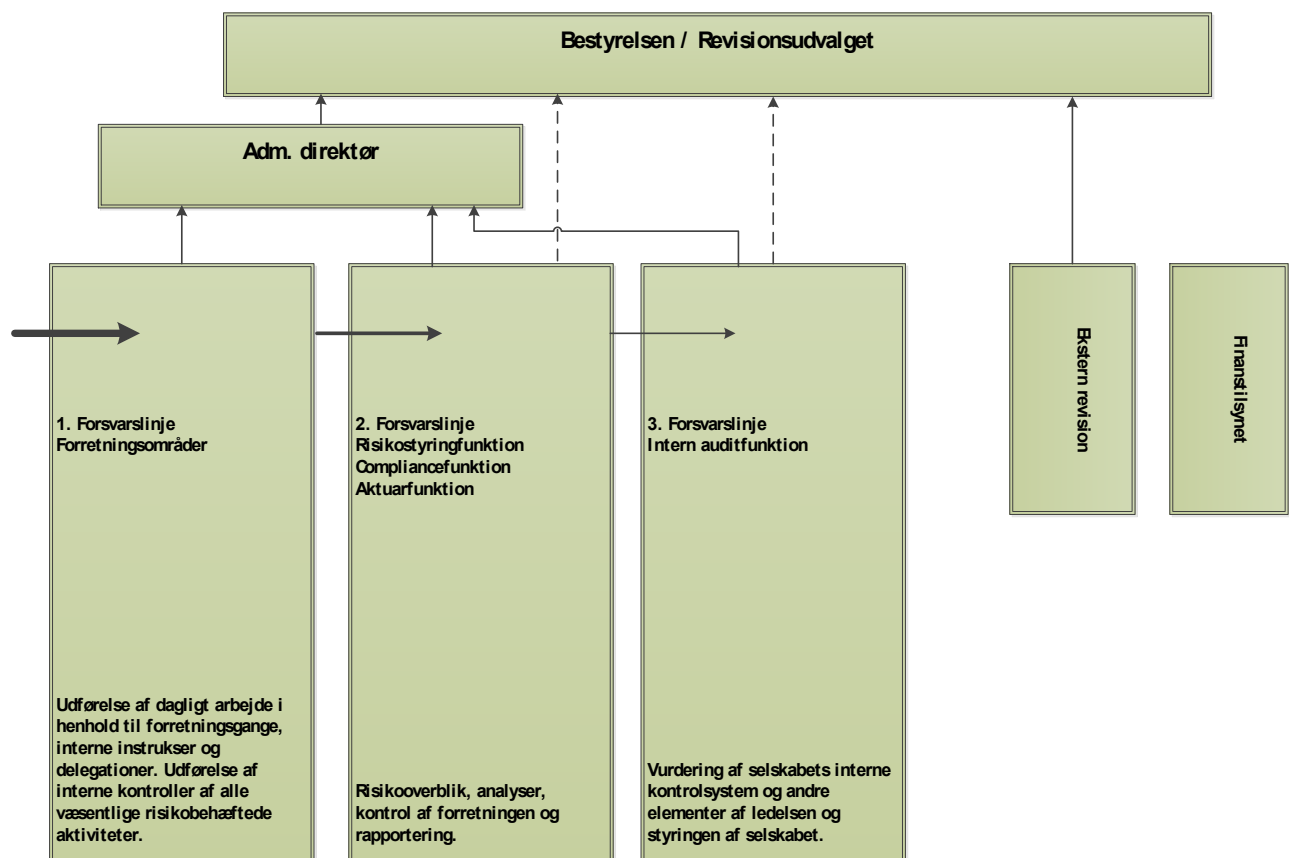 Bestyrelsen / Revisionsudvalget
Adm. direktør
1. Forsvarslinje
Forretningsområder
Udførelse af dagligt arbejde i
henhold til forretningsgange,
interne instrukser og
delegationer. Udførelse af
interne kontroller af alle
væsentlige risikobehæftede
aktiviteter.
2. Forsvarslinje
Risikostyringfunktion
Compliancefunktion
Aktuarfunktion
Risikooverblik, analyser,
kontrol af forretningen og
rapportering.
3. Forsvarslinje
Intern auditfunktion
Vurdering af selskabets interne
kontrolsystem og andre
elementer af ledelsen og
styringen af selskabet.
Ekstern revision
Finanstilsynet